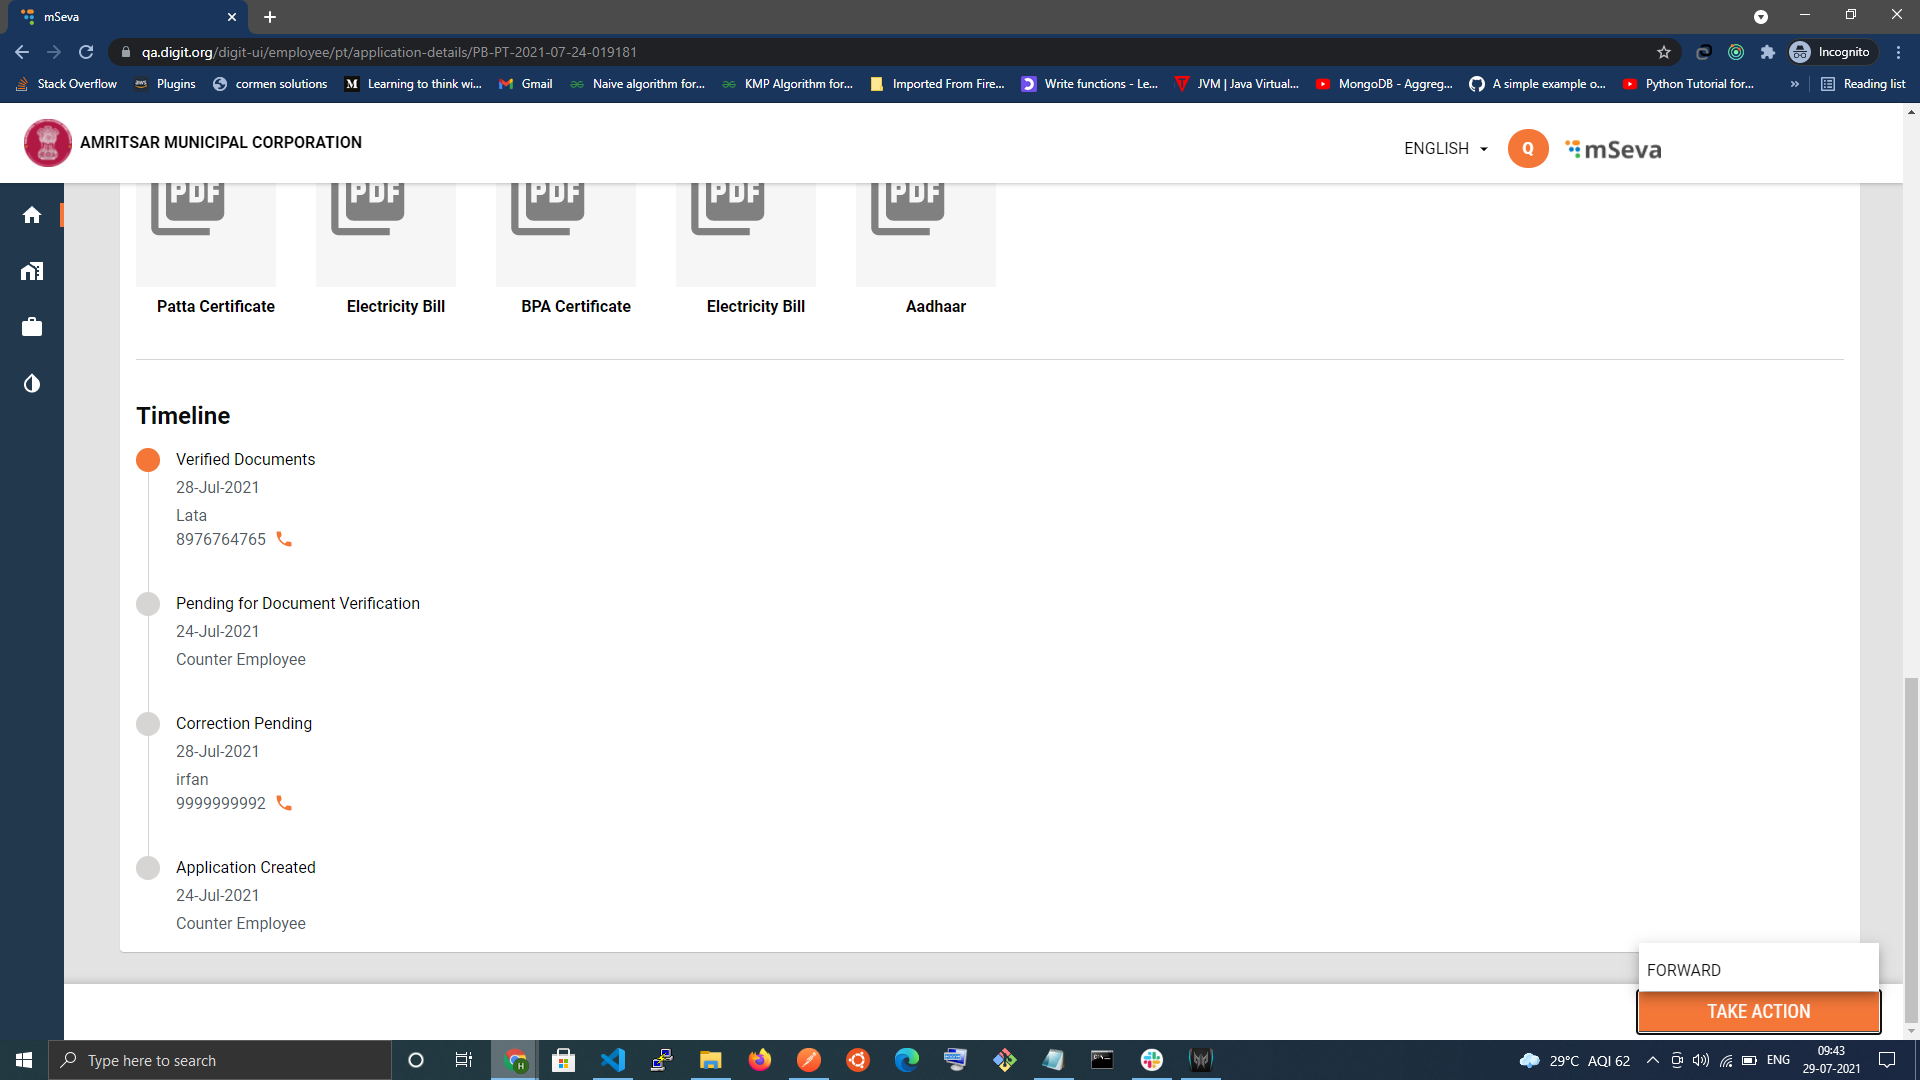 mSeva
qa.digit.org/digit-ui/employee/pt/application-details/PB-PT-2021-07-24-019181
Incognito
Stack Overflow
Plugins
cormen solutions
Learning to think wi...
Gmail
Naive algorithm for...
KMP Algorithm for...
Imported From Fire...
Write functions - Le...
JVM | Java Virtual...
MongoDB - Aggreg...
A simple example o...
Python Tutorial for...
»
Reading list
AMRITSAR MUNICIPAL CORPORATION
ENGLISH
Q
mSeva
PDF
PDF
PDF
PDF
PDF
Patta Certificate
Electricity Bill
BPA Certificate
Electricity Bill
Aadhaar
Timeline
Verified Documents
28-Jul-2021
Lata
8976764765
Pending for Document Verification
24-Jul-2021
Counter Employee
Correction Pending
28-Jul-2021
irfan
9999999992
Application Created
24-Jul-2021
Counter Employee
FORWARD
TAKE ACTION
Type here to search
29°C AQI 62
ENG
09:43
29-07-2021